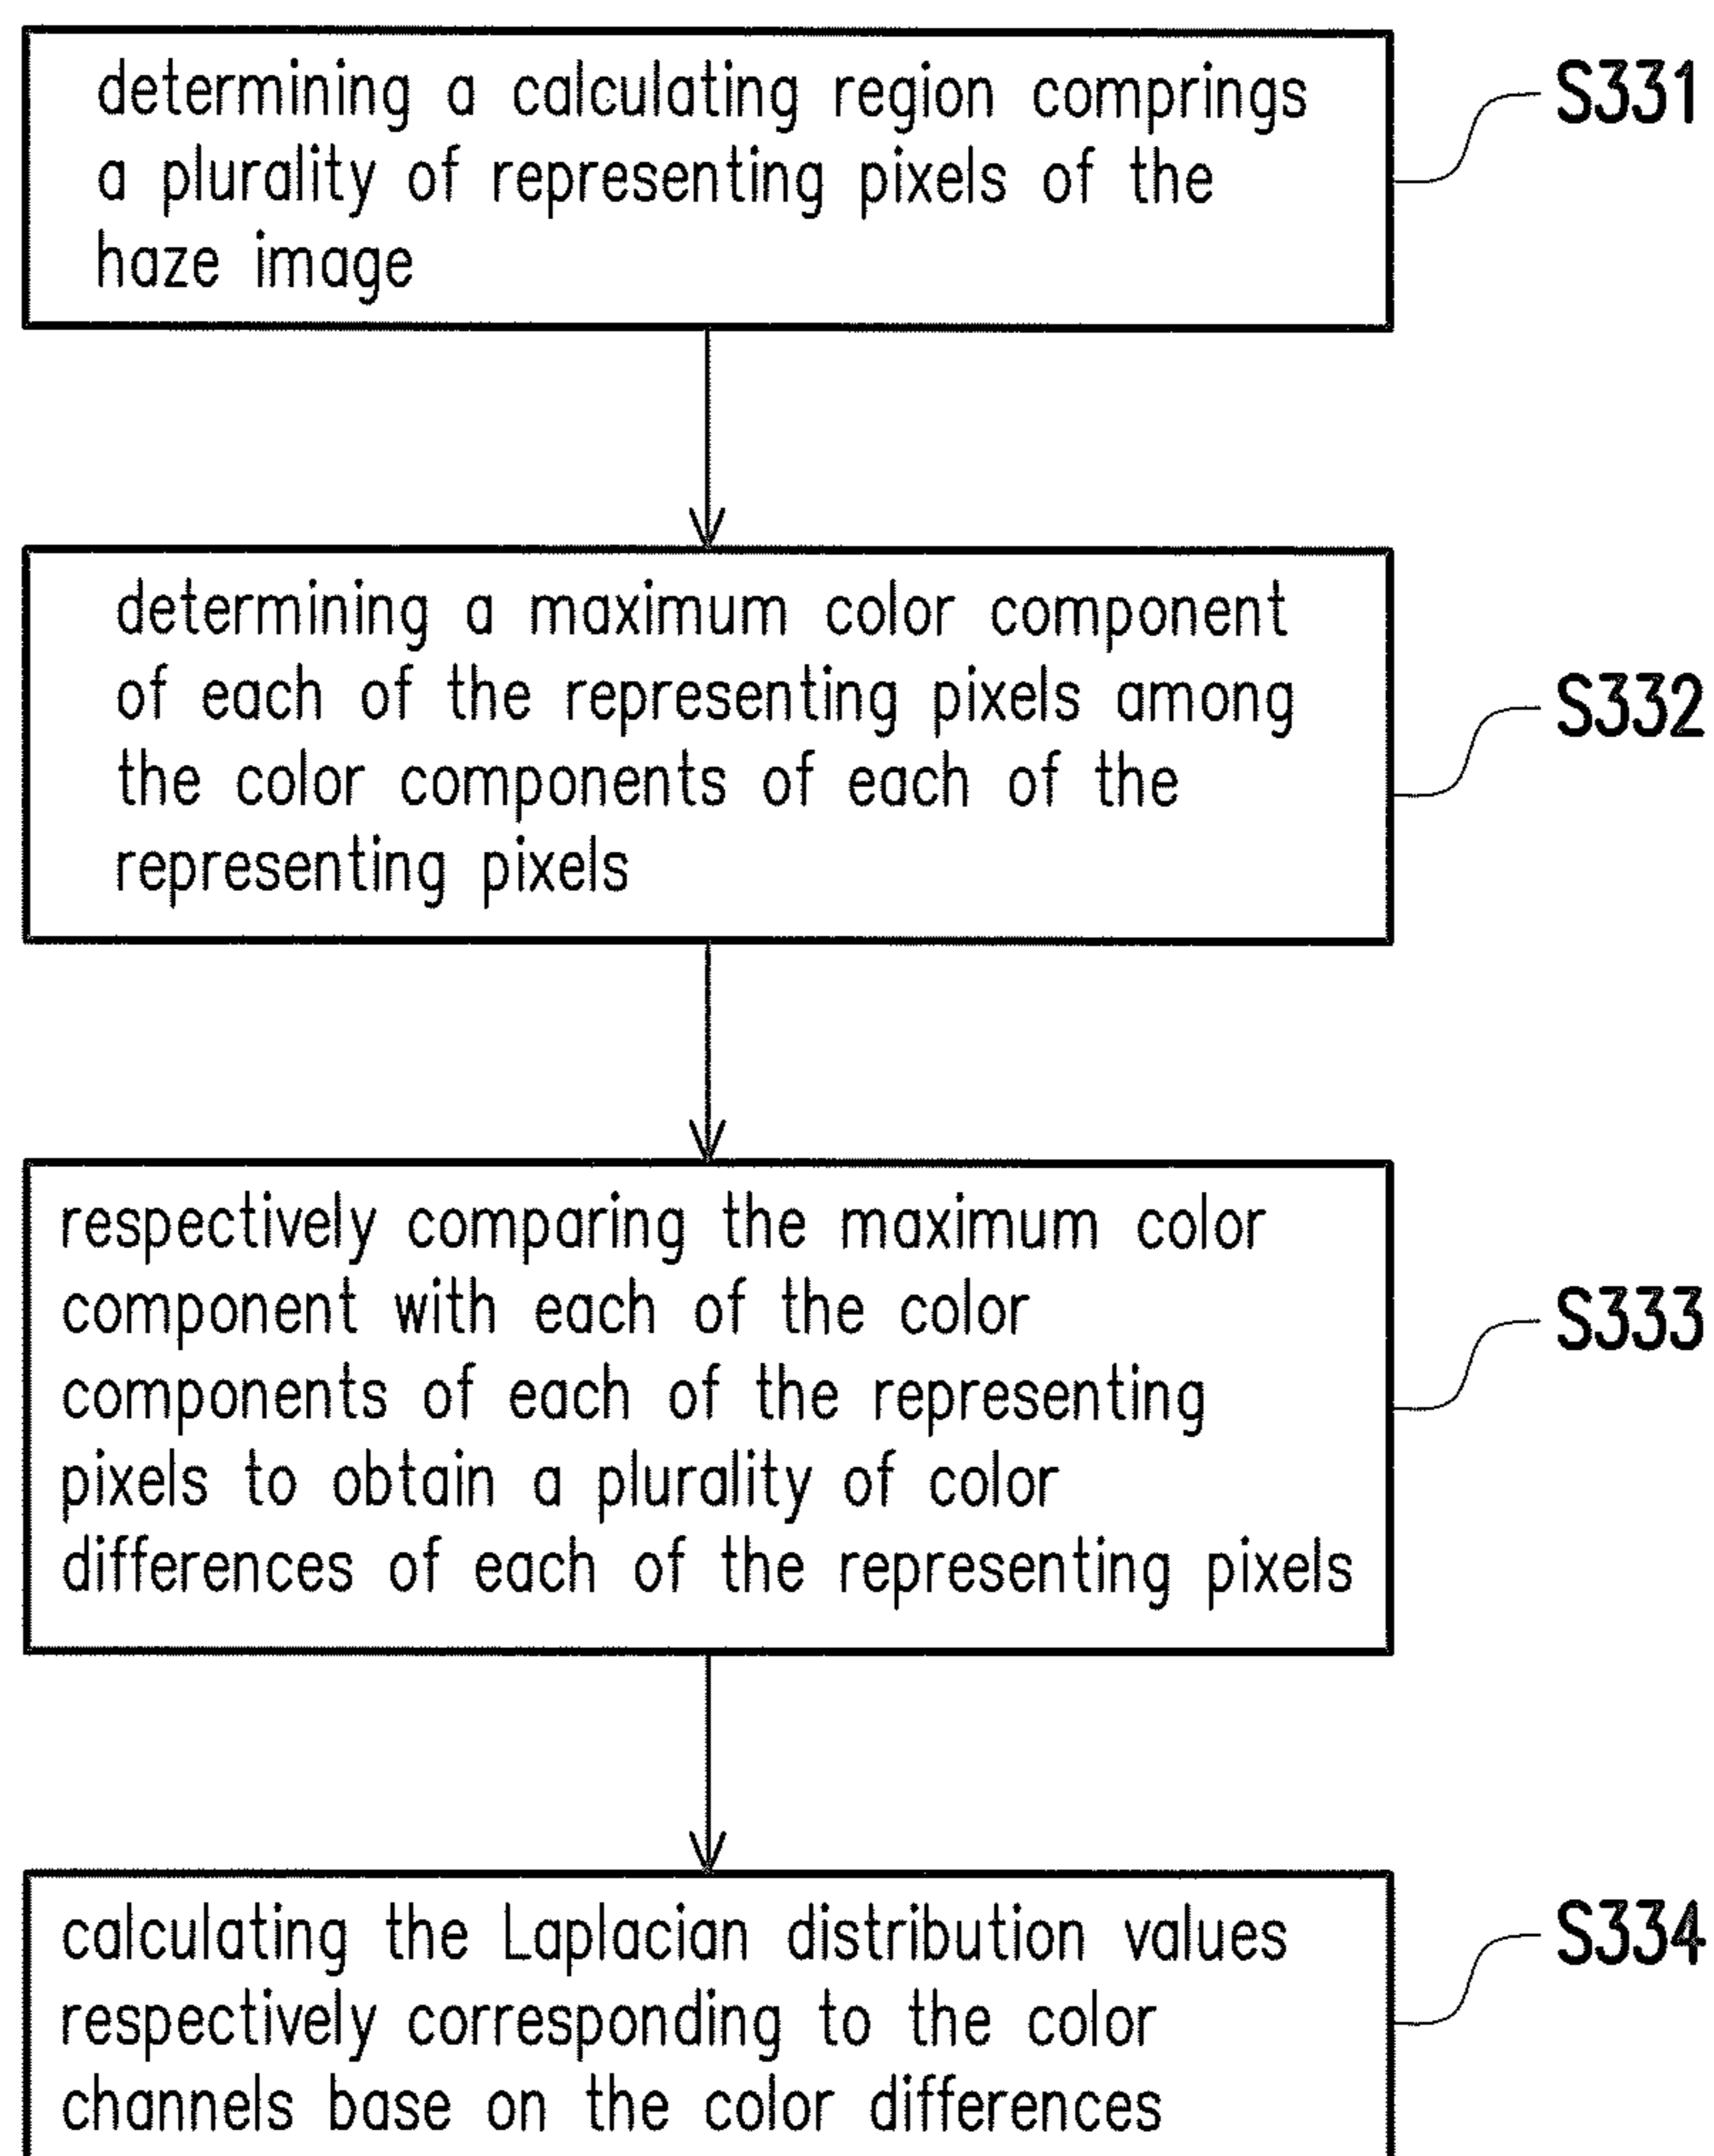 determining a calculating region comprings
a plurality of representing pixels of the
haze image
S331
determining a maximum color component
of each of the representing pixels among
the color components of each of the
representing pixels
S332
respectively comparing the maximum color
component with each of the color
components of each of the representing
pixels to obtain a plurality of color
differences of each of the representing pixels
S333
calculating the Laplacian distribution values
respectively corresponding to the color
channels base on the color differences
S334